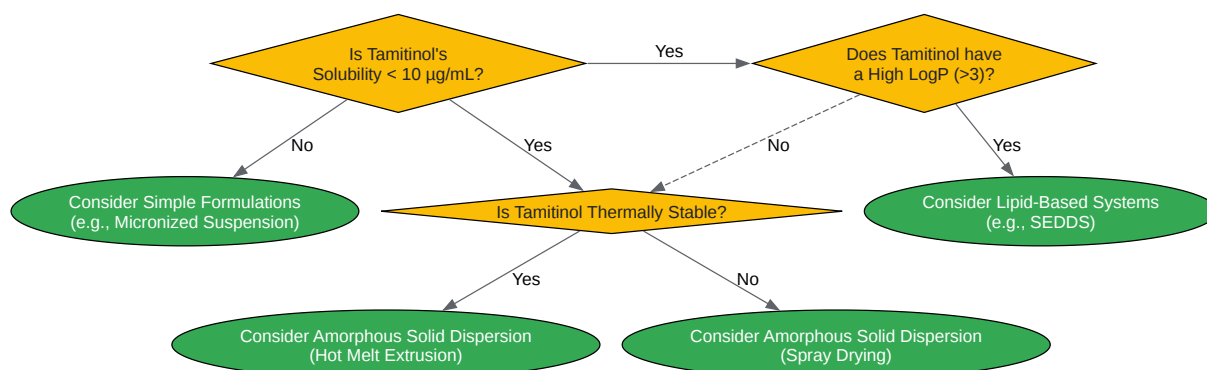 Is Tamitinol's
Solubility < 10 µg/mL?
Yes
Does Tamitinol have
a High LogP (>3)?
No
Yes
No
Yes
Consider Simple Formulations
(e.g., Micronized Suspension)
Is Tamitinol Thermally Stable?
Consider Lipid-Based Systems
(e.g., SEDDS)
Yes
No
Consider Amorphous Solid Dispersion
(Hot Melt Extrusion)
Consider Amorphous Solid Dispersion
(Spray Drying)